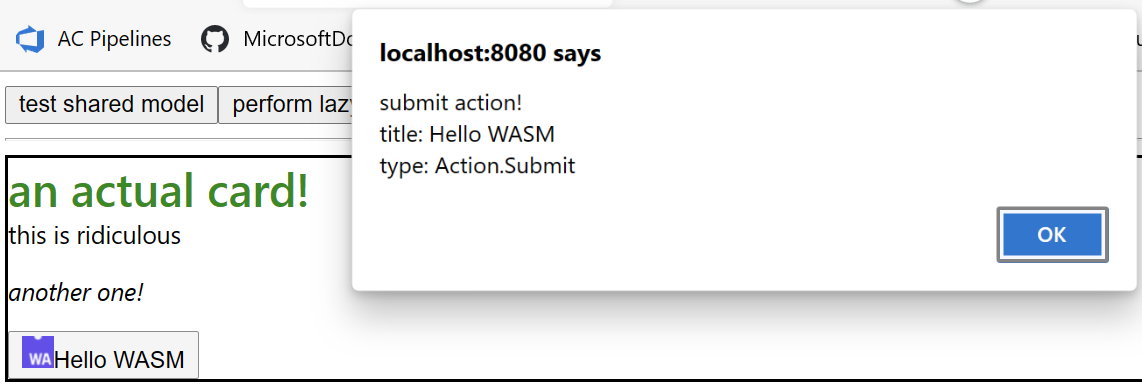 AC Pipelines
MicrosoftDo
test shared model
perform lazy
localhost:8080 says
submit action!
title: Hello WASM
type: Action.Submit
OK
an actual card!
this is ridiculous
another one!
WA
Hello WASM